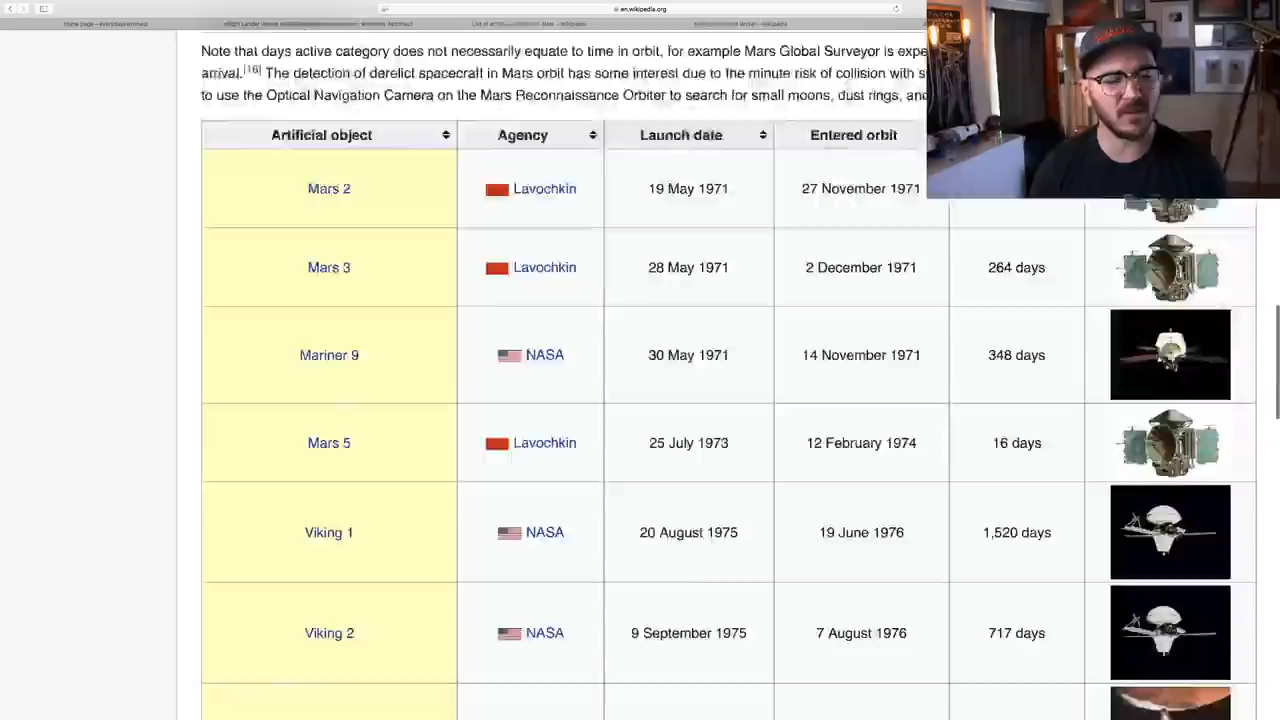 en.wikipedia.org
Home page – everydayastronaut
Note that days active category does not necessarily equate to time in orbit, for example Mars Global Surveyor is expe
arrival.[16] The detection of derelict spacecraft in Mars orbit has some interest due to the minute risk of collision with s
to use the Optical Navigation Camera on the Mars Reconnaissance Orbiter to search for small moons, dust rings, and
Artificial object Agency Launch date Entered orbit
Mars 2 Lavochkin 19 May 1971 27 November 1971
Mars 3 Lavochkin 28 May 1971 2 December 1971 264 days
Mariner 9 NASA 30 May 1971 14 November 1971 348 days
Mars 5 Lavochkin 25 July 1973 12 February 1974 16 days
Viking 1 NASA 20 August 1975 19 June 1976 1,520 days
Viking 2 NASA 9 September 1975 7 August 1976 717 days